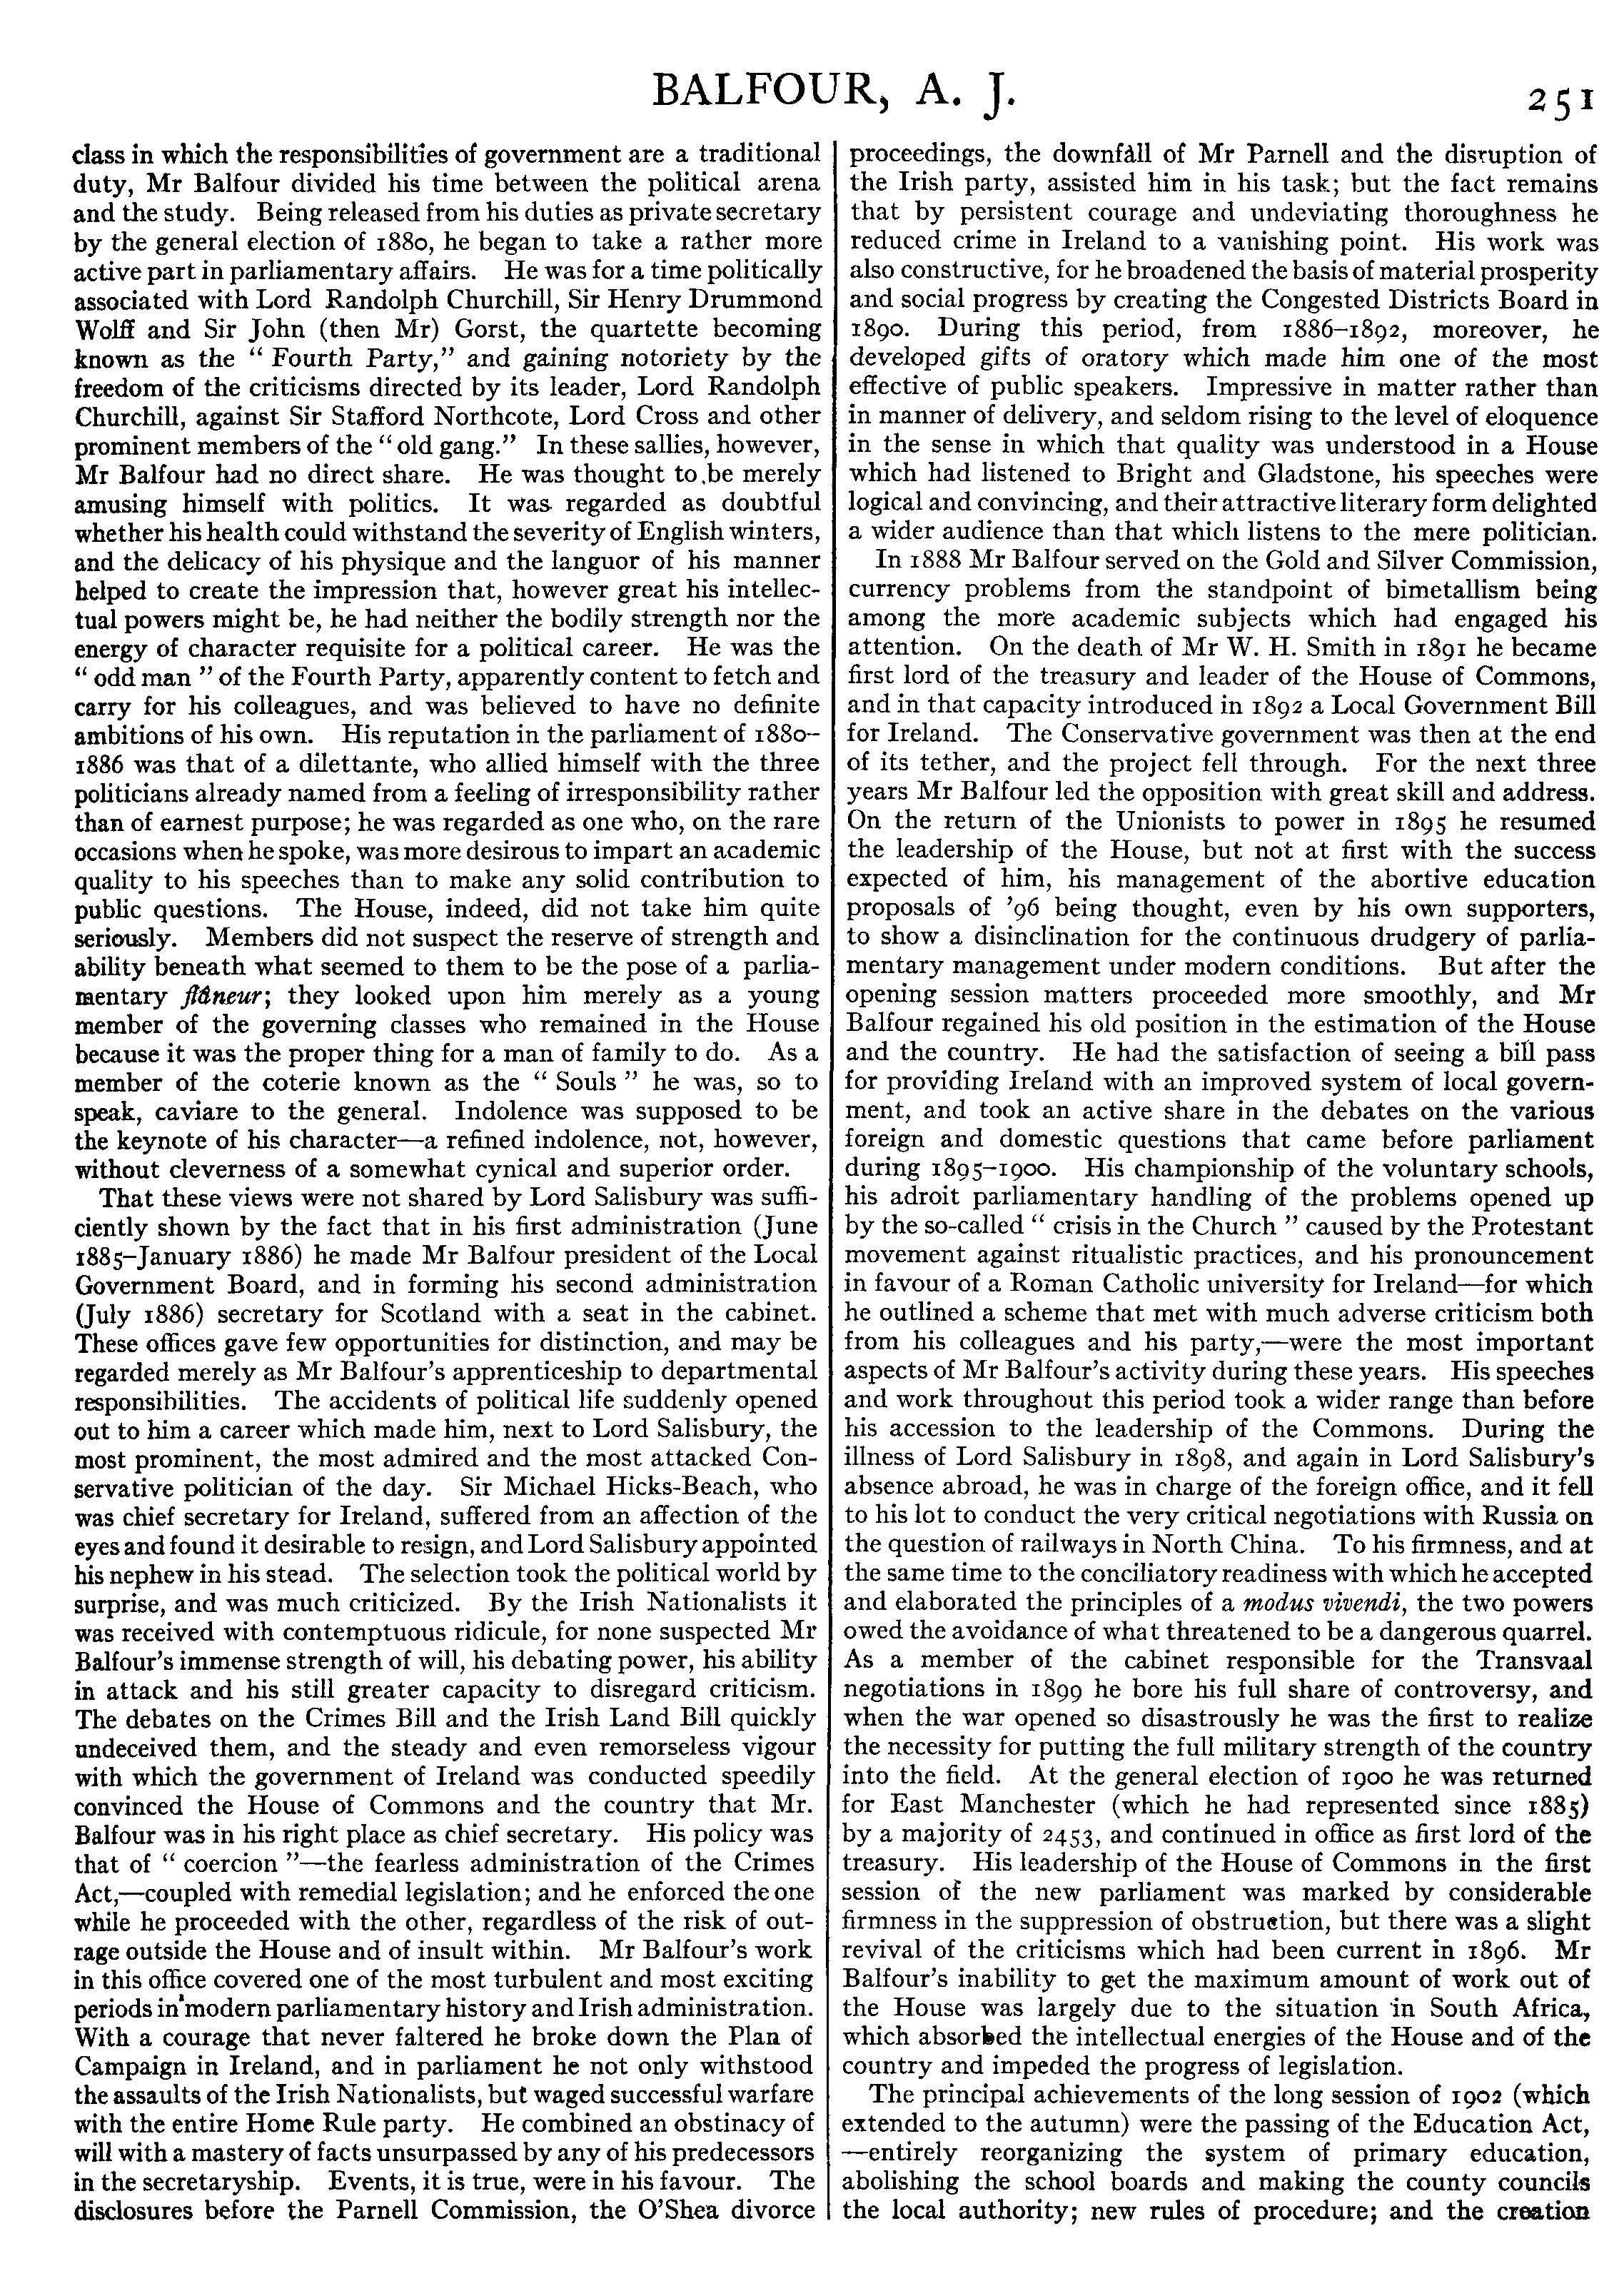 BALFOUR, A. J.
251
class in which the responsibilities of government are a traditional
duty, Mr Balfour divided his time between the political arena
and the study. Being released from his duties as private secretary
by the general election of 1880, he began to take a rather more
active part in parliamentary affairs. He was for a time politically
associated with Lord Randolph Churchill, Sir Henry Drummond
Wolff and Sir John (then Mr) Gorst, the quartette becoming
known as the “ Fourth Party,” and gaining notoriety by the
freedom of the criticisms directed by its leader, Lord Randolph
Churchill, against Sir Stafford Northcote, Lord Cross and other
prominent members of the “ old gang.” In these sallies, however,
Mr Balfour had no direct share. He was thought to be merely
amusing himself with politics. It was regarded as doubtful
whether his health could withstand the severity of English winters,
and the delicacy of his physique and the languor of his manner
helped to create the impression that, however great his intellec-
tual powers might be, he had neither the bodily strength nor the
energy of character requisite for a political career. He was the
“ odd man ” of the Fourth Party, apparently content to fetch and
carry for his colleagues, and was believed to have no definite
ambitions of his own. His reputation in the parliament of 1880–
1886 was that of a dilettante, who allied himself with the three
politicians already named from a feeling of irresponsibility rather
than of earnest purpose; he was regarded as one who, on the rare
occasions when he spoke, was more desirous to impart an academic
quality to his speeches than to make any solid contribution to
public questions. The House, indeed, did not take him quite
seriously. Members did not suspect the reserve of strength and
ability beneath what seemed to them to be the pose of a parlia-
mentary flâneur; they looked upon him merely as a young
member of the governing classes who remained in the House
because it was the proper thing for a man of family to do. As a
member of the coterie known as the “ Souls ” he was, so to
speak, caviare to the general. Indolence was supposed to be
the keynote of his character—a refined indolence, not, however,
without cleverness of a somewhat cynical and superior order.
That these views were not shared by Lord Salisbury was suffi-
ciently shown by the fact that in his first administration (June
1885–January 1886) he made Mr Balfour president of the Local
Government Board, and in forming his second administration
(July 1886) secretary for Scotland with a seat in the cabinet.
These offices gave few opportunities for distinction, and may be
regarded merely as Mr Balfour’s apprenticeship to departmental
responsibilities. The accidents of political life suddenly opened
out to him a career which made him, next to Lord Salisbury, the
most prominent, the most admired and the most attacked Con-
servative politician of the day. Sir Michael Hicks-Beach, who
was chief secretary for Ireland, suffered from an affection of the
eyes and found it desirable to resign, and Lord Salisbury appointed
his nephew in his stead. The selection took the political world by
surprise, and was much criticized. By the Irish Nationalists it
was received with contemptuous ridicule, for none suspected Mr
Balfour’s immense strength of will, his debating power, his ability
in attack and his still greater capacity to disregard criticism.
The debates on the Crimes Bill and the Irish Land Bill quickly
undeceived them, and the steady and even remorseless vigour
with which the government of Ireland was conducted speedily
convinced the House of Commons and the country that Mr.
Balfour was in his right place as chief secretary. His policy was
that of “ coercion ”—the fearless administration of the Crimes
Act,—coupled with remedial legislation; and he enforced the one
while he proceeded with the other, regardless of the risk of out-
rage outside the House and of insult within. Mr Balfour’s work
in this office covered one of the most turbulent and most exciting
periods in modern parliamentary history and Irish administration.
With a courage that never faltered he broke down the Plan of
Campaign in Ireland, and in parliament he not only withstood
the assaults of the Irish Nationalists, but waged successful warfare
with the entire Home Rule party. He combined an obstinacy of
will with a mastery of facts unsurpassed by any of his predecessors
in the secretaryship. Events, it is true, were in his favour. The
disclosures before the Parnell Commission, the O’Shea divorce
proceedings, the downfall of Mr Parnell and the disruption of
the Irish party, assisted him in his task; but the fact remains
that by persistent courage and undeviating thoroughness he
reduced crime in Ireland to a vanishing point. His work was
also constructive, for he broadened the basis of material prosperity
and social progress by creating the Congested Districts Board in
1890. During this period, from 1886–1892, moreover, he
developed gifts of oratory which made him one of the most
effective of public speakers. Impressive in matter rather than
in manner of delivery, and seldom rising to the level of eloquence
in the sense in which that quality was understood in a House
which had listened to Bright and Gladstone, his speeches were
logical and convincing, and their attractive literary form delighted
a wider audience than that which listens to the mere politician.
In 1888 Mr Balfour served on the Gold and Silver Commission,
currency problems from the standpoint of bimetallism being
among the more academic subjects which had engaged his
attention. On the death of Mr W. H. Smith in 1891 he became
first lord of the treasury and leader of the House of Commons,
and in that capacity introduced in 1892 a Local Government Bill
for Ireland. The Conservative government was then at the end
of its tether, and the project fell through. For the next three
years Mr Balfour led the opposition with great skill and address.
On the return of the Unionists to power in 1895 he resumed
the leadership of the House, but not at first with the success
expected of him, his management of the abortive education
proposals of ’96 being thought, even by his own supporters,
to show a disinclination for the continuous drudgery of parlia-
mentary management under modern conditions. But after the
opening session matters proceeded more smoothly, and Mr
Balfour regained his old position in the estimation of the House
and the country. He had the satisfaction of seeing a bill pass
for providing Ireland with an improved system of local govern-
ment, and took an active share in the debates on the various
foreign and domestic questions that came before parliament
during 1895–1900. His championship of the voluntary schools,
his adroit parliamentary handling of the problems opened up
by the so-called “ crisis in the Church ” caused by the Protestant
movement against ritualistic practices, and his pronouncement
in favour of a Roman Catholic university for Ireland—for which
he outlined a scheme that met with much adverse criticism both
from his colleagues and his party,—were the most important
aspects of Mr Balfour’s activity during these years. His speeches
and work throughout this period took a wider range than before
his accession to the leadership of the Commons. During the
illness of Lord Salisbury in 1898, and again in Lord Salisbury’s
absence abroad, he was in charge of the foreign office, and it fell
to his lot to conduct the very critical negotiations with Russia on
the question of railways in North China. To his firmness, and at
the same time to the conciliatory readiness with which he accepted
and elaborated the principles of a modus vivendi, the two powers
owed the avoidance of what threatened to be a dangerous quarrel.
As a member of the cabinet responsible for the Transvaal
negotiations in 1899 he bore his full share of controversy, and
when the war opened so disastrously he was the first to realize
the necessity for putting the full military strength of the country
into the field. At the general election of 1900 he was returned
for East Manchester (which he had represented since 1885)
by a majority of 2453, and continued in office as first lord of the
treasury. His leadership of the House of Commons in the first
session of the new parliament was marked by considerable
firmness in the suppression of obstruction, but there was a slight
revival of the criticisms which had been current in 1896. Mr
Balfour’s inability to get the maximum amount of work out of
the House was largely due to the situation in South Africa,
which absorbed the intellectual energies of the House and of the
country and impeded the progress of legislation.
The principal achievements of the long session of 1902 (which
extended to the autumn) were the passing of the Education Act,
—entirely reorganizing the system of primary education,
abolishing the school boards and making the county councils
the local authority; new rules of procedure; and the creation